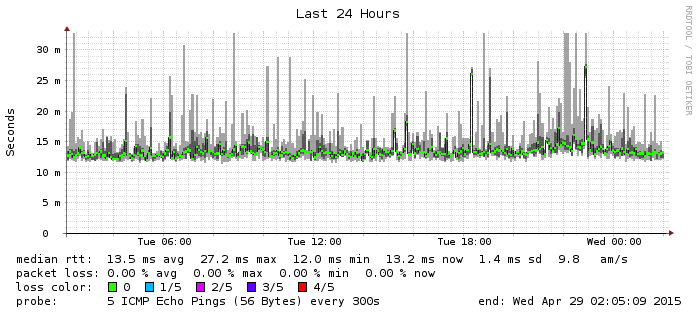 Last 24 Hours
RRDTOOL / TOBI OETIKER
Seconds
30 m
25 m
20 m
15 m
10 m
5 m
0
Tue 06:00 Tue 12:00 Tue 18:00 Wed 00:00
median rtt: 13.5 ms avg 27.2 ms max 12.0 ms min 13.2 ms now 1.4 ms sd 9.8 am/s
packet loss: 0.00 % avg 0.00 % max 0.00 % min 0.00 % now
loss color: 0 1/5 2/5 3/5 4/5
probe: 5 ICMP Echo Pings (56 Bytes) every 300s end: Wed Apr 29 02:05:09 2015